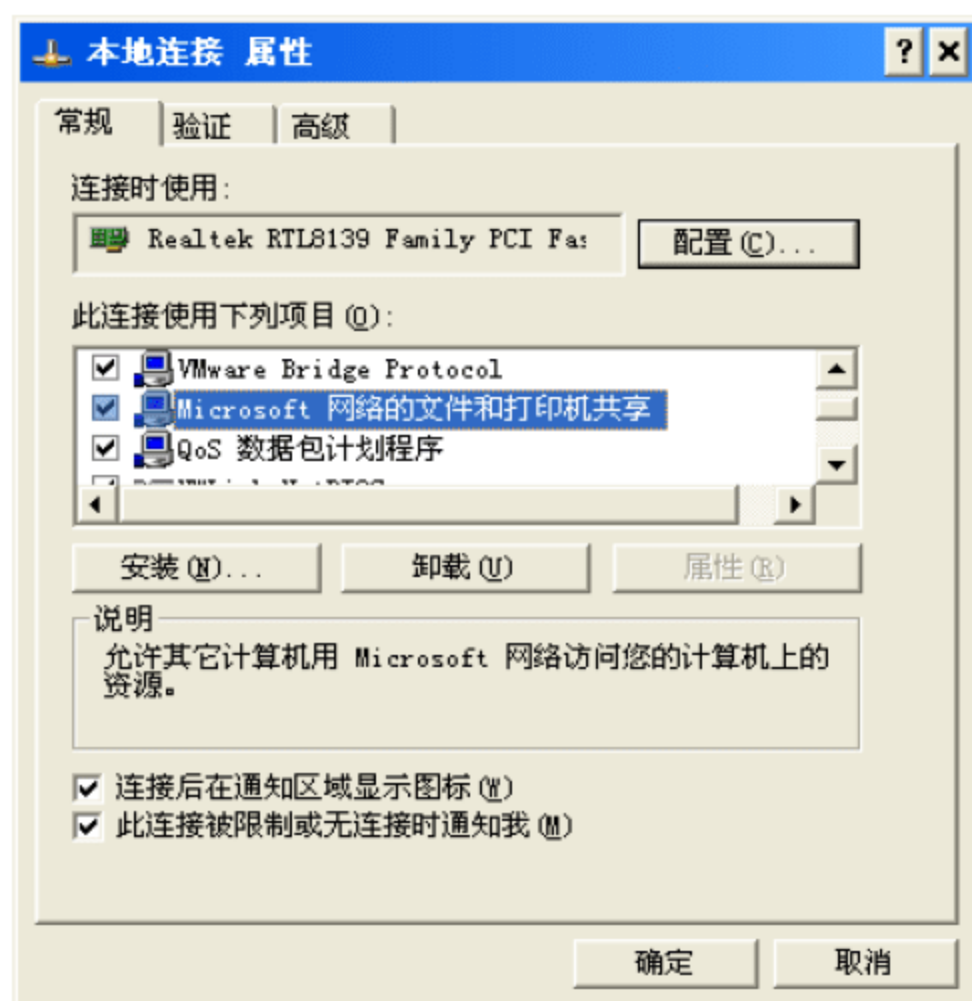 本地连接 属性
常规 验证 高级
连接时使用:
Realtek RTL8139 Family PCI Fas
配置(C)...
此连接使用下列项目(O):
VMware Bridge Protocol
Microsoft 网络的文件和打印机共享
QoS 数据包计划程序
安装(N)... 卸载(U) 属性(R)
说明
允许其它计算机用 Microsoft 网络访问您的计算机上的
资源。
连接后在通知区域显示图标(W)
此连接被限制或无连接时通知我(M)
确定 取消